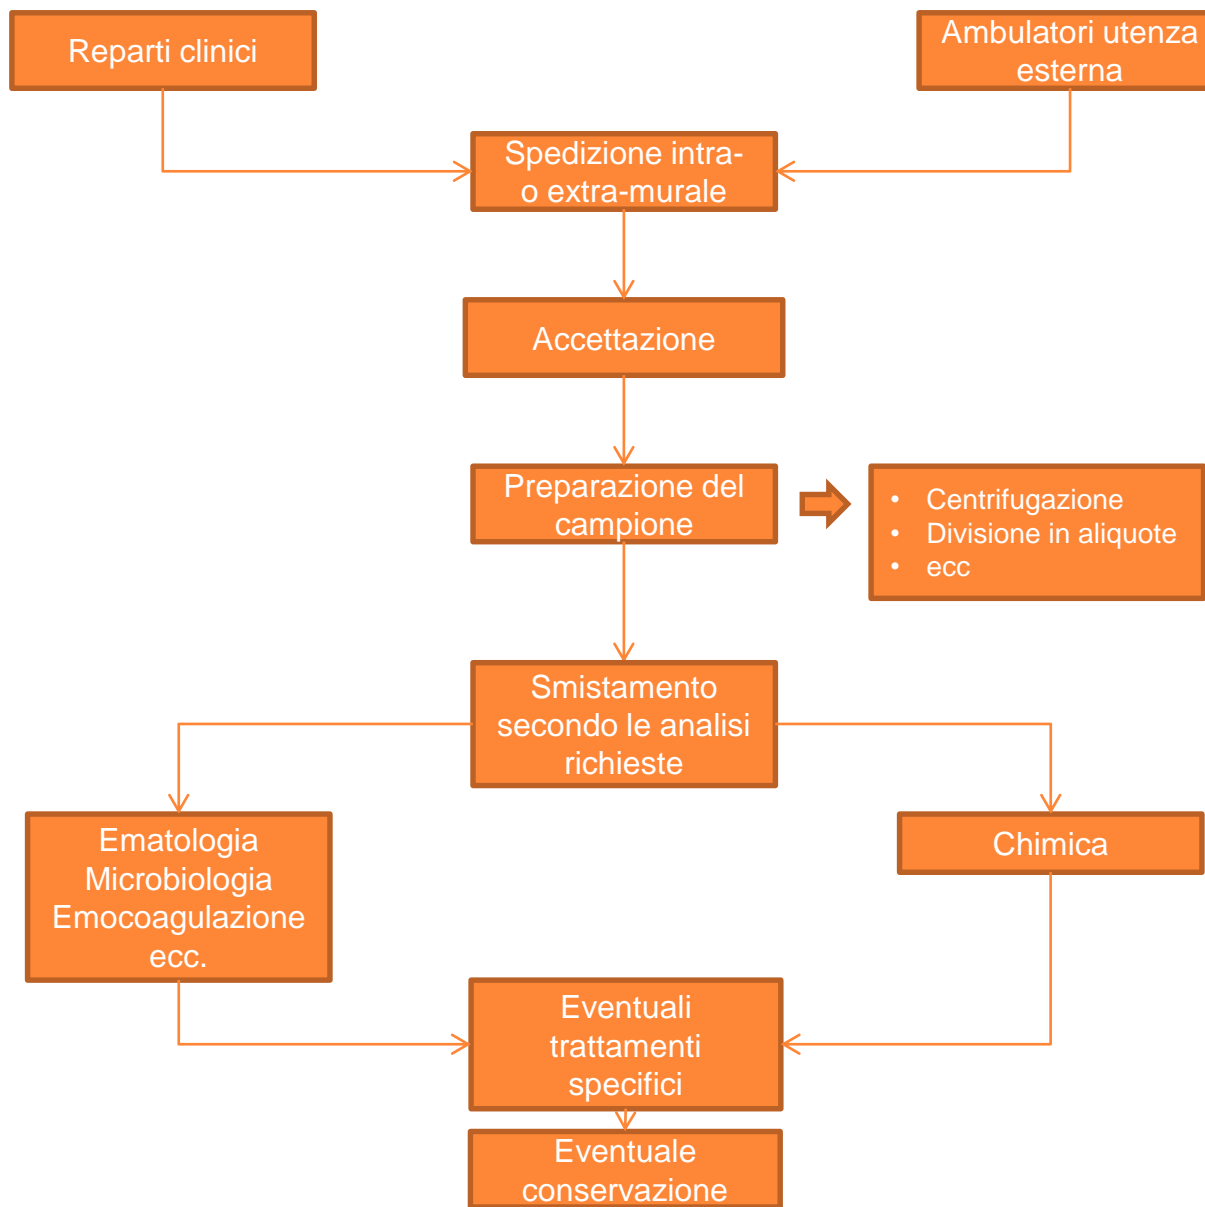 Reparti clinici
Ambulatori utenza
esterna
Spedizione intra-
o extra-murale
Accettazione
Preparazione del
campione
• Centrifugazione
• Divisione in aliquote
• ecc
Smistamento
secondo le analisi
richieste
Ematologia
Microbiologia
Emocoagulazione
ecc.
Chimica
Eventuali
trattamenti
specifici
Eventuale
conservazione